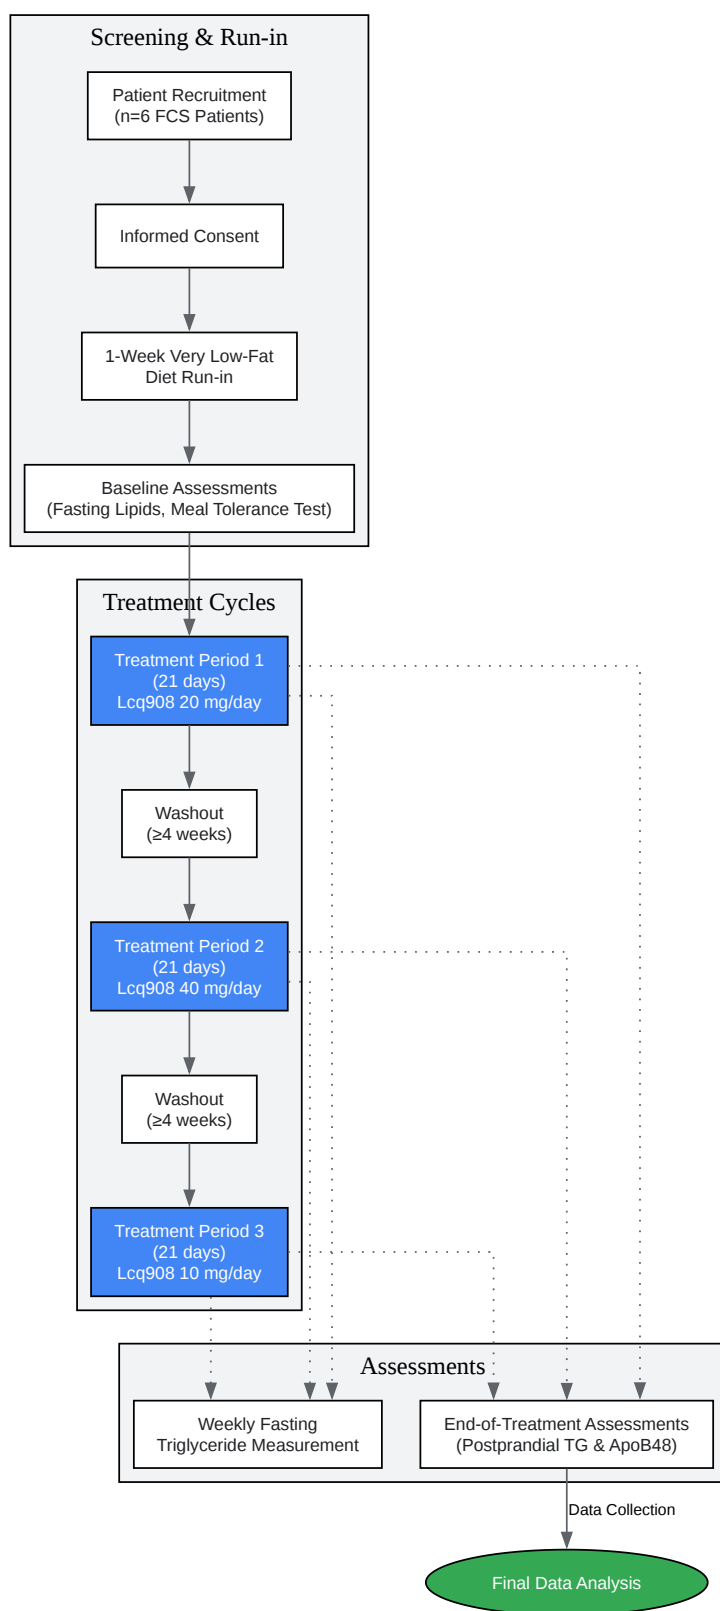 Screening & Run-in
Patient Recruitment
(n=6 FCS Patients)
Informed Consent
1-Week Very Low-Fat
Diet Run-in
Baseline Assessments
(Fasting Lipids, Meal Tolerance Test)
Treatment Cycles
Treatment Period 1
(21 days)
Lcq908 20 mg/day
Washout
(≥4 weeks)
Treatment Period 2
(21 days)
Lcq908 40 mg/day
Washout
(≥4 weeks)
Treatment Period 3
(21 days)
Lcq908 10 mg/day
Assessments
Weekly Fasting
Triglyceride Measurement
End-of-Treatment Assessments
(Postprandial TG & ApoB48)
Data Collection
Final Data Analysis